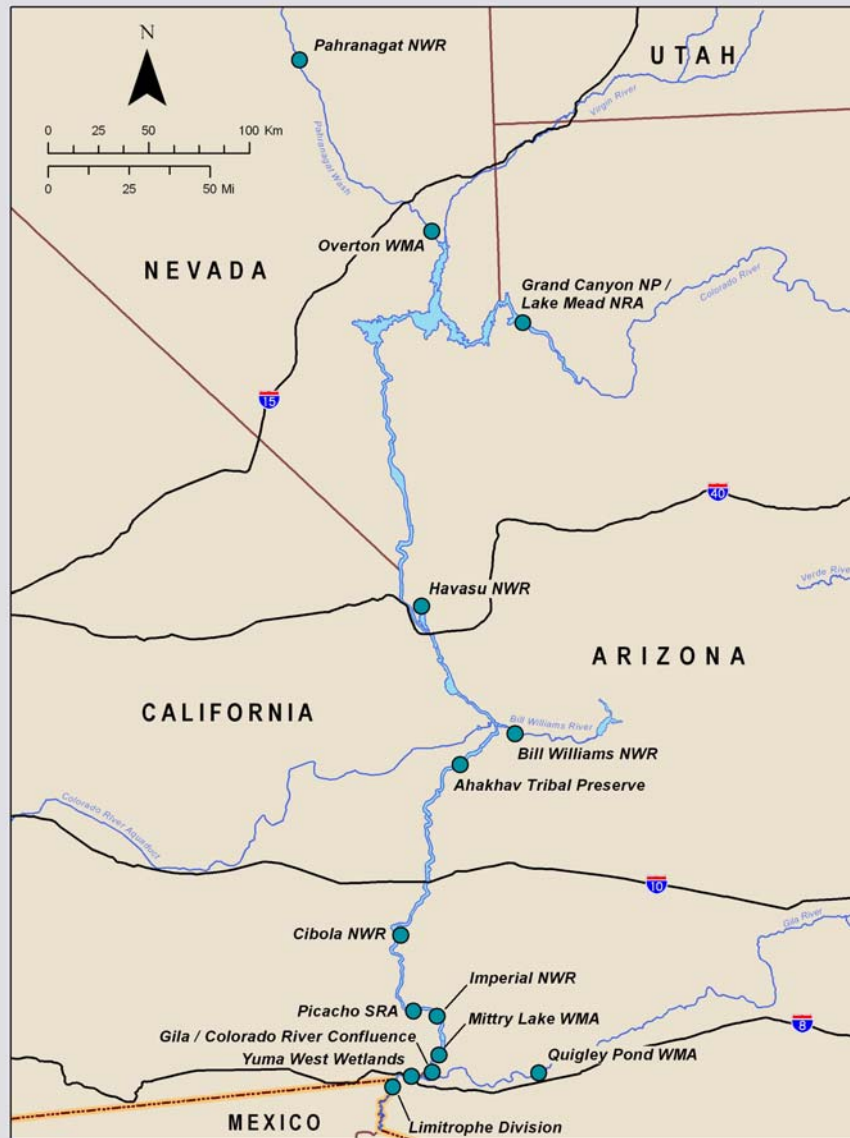 N
Pahranagat NWR
UTAH
Virgin River
0 25 50 100 Km
0 25 50 Mi
Pahranagat Wash
Overton WMA
NEVADA
Grand Canyon NP /
Lake Mead NRA
Colorado River
15
40
Verde River
Havasu NWR
ARIZONA
CALIFORNIA
Bill Williams River
Bill Williams NWR
Ahakhav Tribal Preserve
Colorado River Aquaduct
10
Gila River
Cibola NWR
Imperial NWR
Picacho SRA
Mittry Lake WMA
8
Gila / Colorado River Confluence
Yuma West Wetlands
Quigley Pond WMA
MEXICO
Limitrophe Division